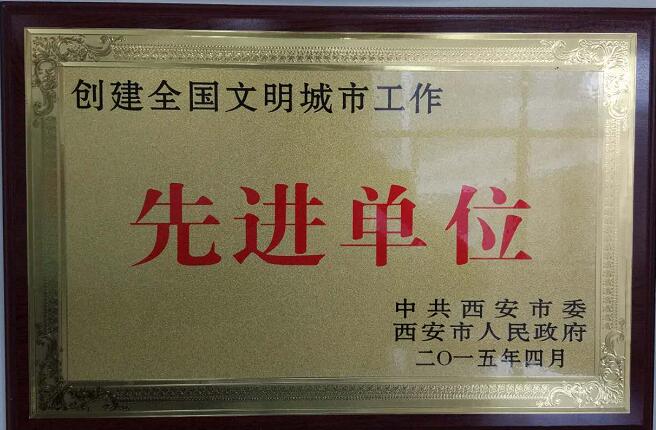 创建全国文明城市工作
先进单位
中共西安市委
西安市人民政府
二〇一五年四月